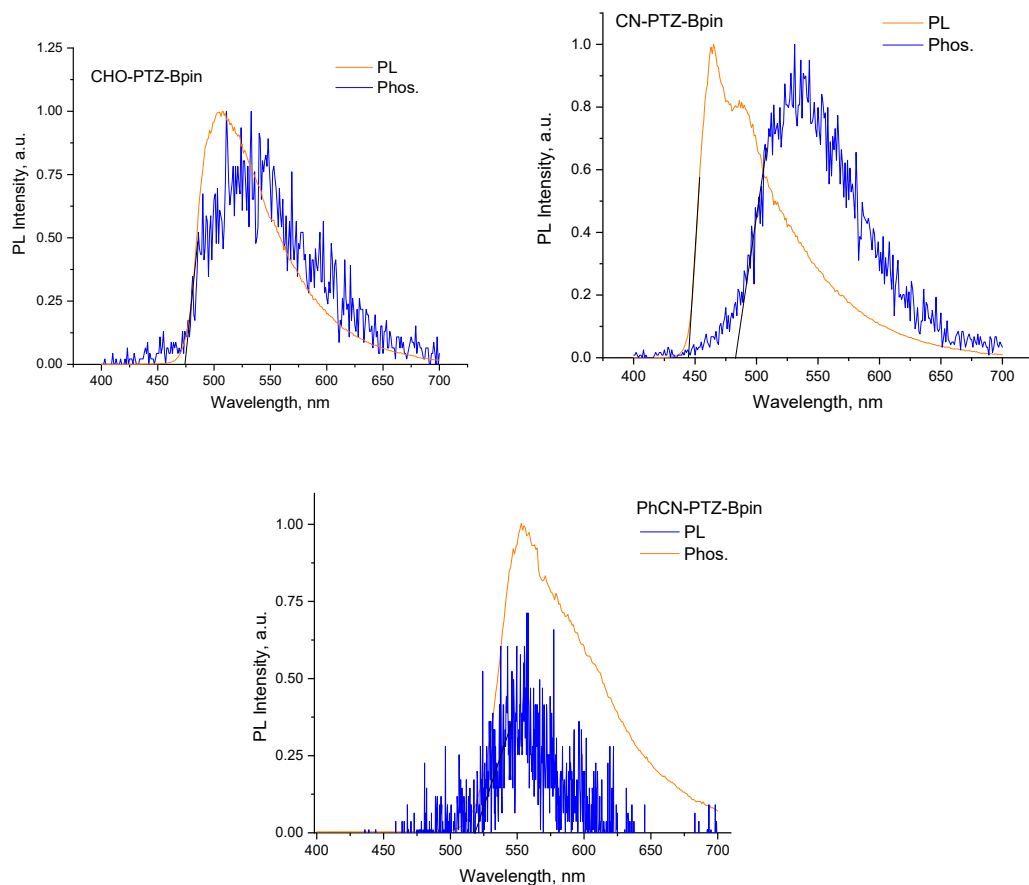 CHO-PTZ-Bpin
PL
Phos.
PL Intensity, a.u.
1.25
1.00
0.75
0.50
0.25
0.00
400 450 500 550 600 650 700
Wavelength, nm
CN-PTZ-Bpin
PL
Phos.
PL Intensity, a.u.
1.0
0.8
0.6
0.4
0.2
0.0
400 450 500 550 600 650 700
Wavelength, nm
PhCN-PTZ-Bpin
PL
Phos.
PL Intensity, a.u.
1.00
0.75
0.50
0.25
0.00
400 450 500 550 600 650 700
Wavelength, nm